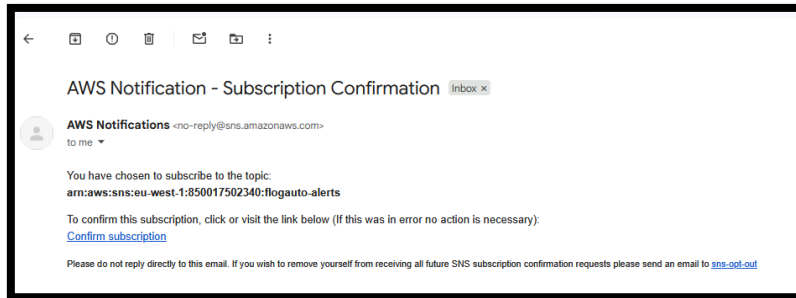 AWS Notification - Subscription Confirmation Inbox ×
AWS Notifications <no-reply@sns.amazonaws.com>
to me
You have chosen to subscribe to the topic:
arn:aws:sns:eu-west-1:850017502340:flogauto-alerts
To confirm this subscription, click or visit the link below (If this was in error no action is necessary):
Confirm subscription
Please do not reply directly to this email. If you wish to remove yourself from receiving all future SNS subscription confirmation requests please send an email to sns-opt-out